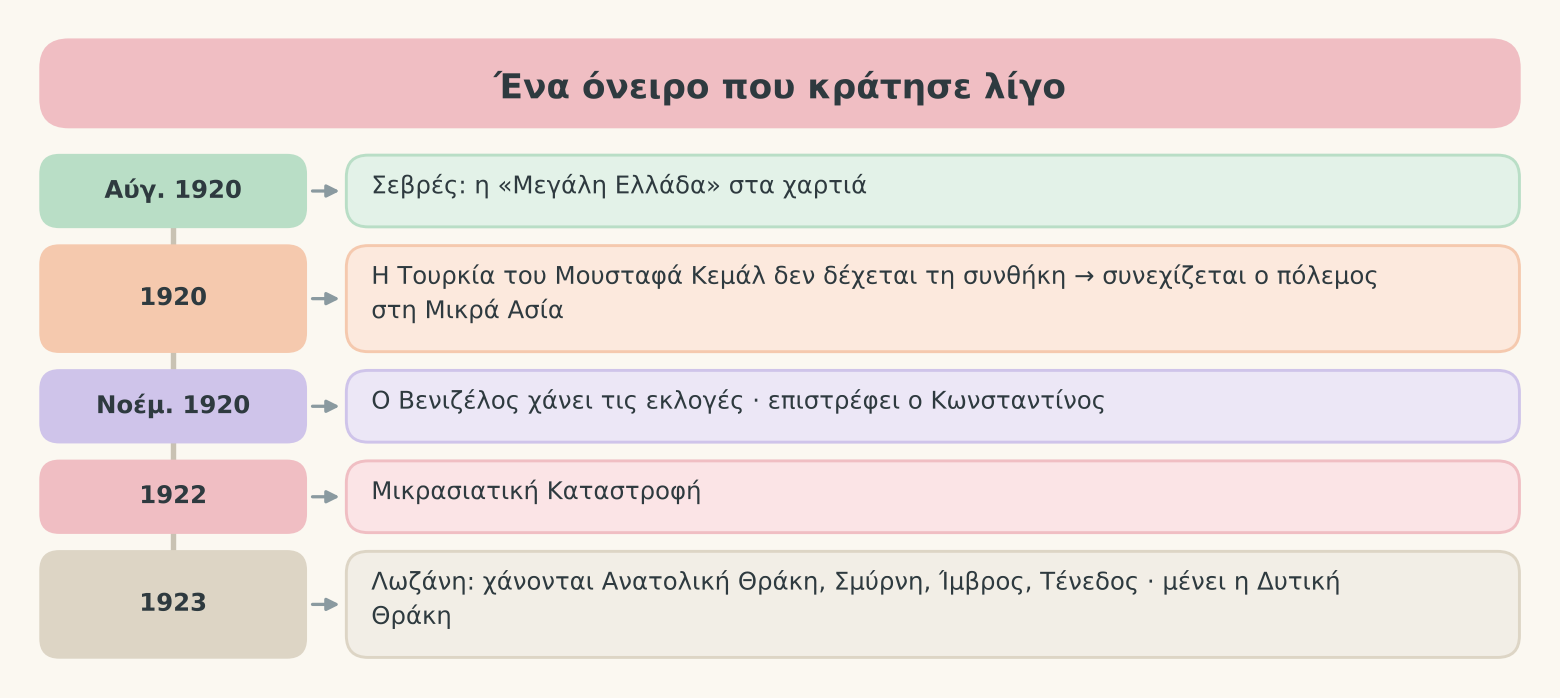 Ένα όνειρο που κράτησε λίγο
Αύγ. 1920
Σεβρές: η «Μεγάλη Ελλάδα» στα χαρτιά
1920
Η Τουρκία του Μουσταφά Κεμάλ δεν δέχεται τη συνθήκη → συνεχίζεται ο πόλεμος
στη Μικρά Ασία
Νοέμ. 1920
Ο Βενιζέλος χάνει τις εκλογές · επιστρέφει ο Κωνσταντίνος
1922
Μικρασιατική Καταστροφή
1923
Λωζάνη: χάνονται Ανατολική Θράκη, Σμύρνη, Ίμβρος, Τένεδος · μένει η Δυτική
Θράκη